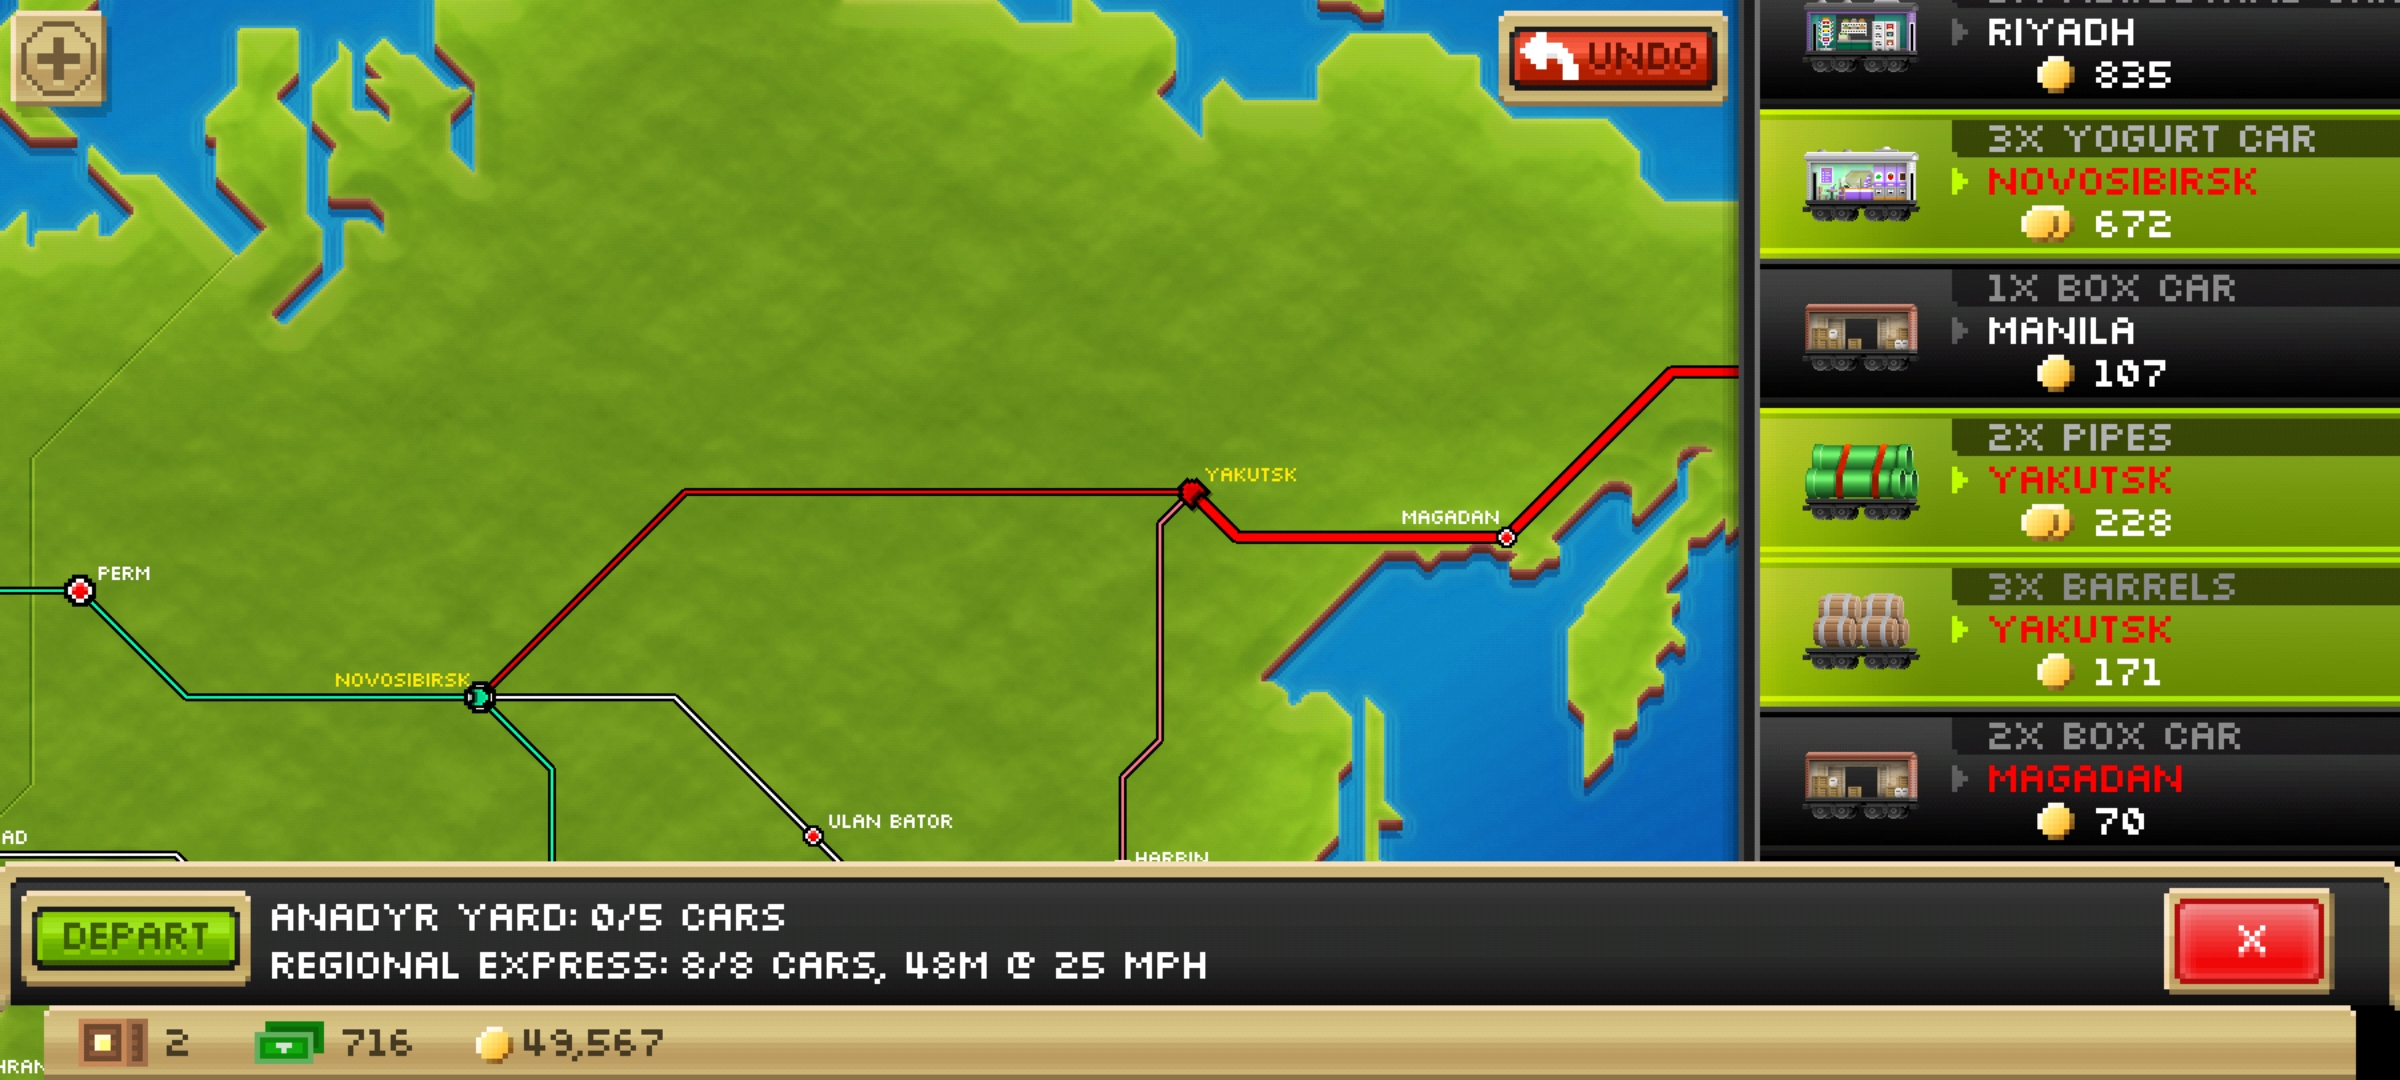 UNDO
RIYADH
835
3X YOGURT CAR
NOVOSIBIRSK
672
1X BOX CAR
MANILA
107
2X PIPES
YAKUTSK
228
3X BARRELS
YAKUTSK
171
2X BOX CAR
MAGADAN
70
YAKUTSK
MAGADAN
PERM
NOVOSIBIRSK
ULAN BATOR
AD
HARBIN
DEPART
ANADYR YARD: 0/5 CARS
REGIONAL EXPRESS: 8/8 CARS, 48M @ 25 MPH
X
2
716
49,567
HRAN